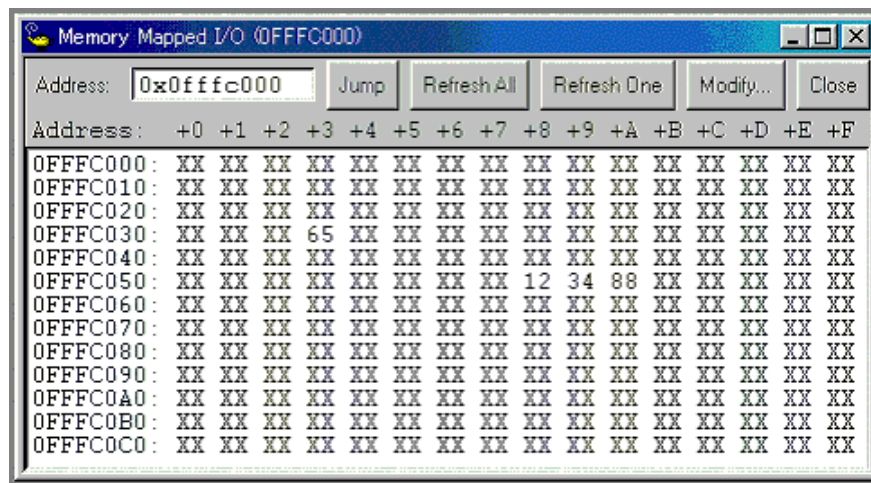 Memory Mapped I/O (0FFFC000)
Address: 0x0fffc000 Jump Refresh All Refresh One Modify... Close
Address: +0 +1 +2 +3 +4 +5 +6 +7 +8 +9 +A +B +C +D +E +F
0FFFC000: XX XX XX XX XX XX XX XX XX XX XX XX XX XX XX XX
0FFFC010: XX XX XX XX XX XX XX XX XX XX XX XX XX XX XX XX
0FFFC020: XX XX XX XX XX XX XX XX XX XX XX XX XX XX XX XX
0FFFC030: XX XX XX 65 XX XX XX XX XX XX XX XX XX XX XX XX
0FFFC040: XX XX XX XX XX XX XX XX XX XX XX XX XX XX XX XX
0FFFC050: XX XX XX XX XX XX XX XX 12 34 88 XX XX XX XX XX
0FFFC060: XX XX XX XX XX XX XX XX XX XX XX XX XX XX XX XX
0FFFC070: XX XX XX XX XX XX XX XX XX XX XX XX XX XX XX XX
0FFFC080: XX XX XX XX XX XX XX XX XX XX XX XX XX XX XX XX
0FFFC090: XX XX XX XX XX XX XX XX XX XX XX XX XX XX XX XX
0FFFC0A0: XX XX XX XX XX XX XX XX XX XX XX XX XX XX XX XX
0FFFC0B0: XX XX XX XX XX XX XX XX XX XX XX XX XX XX XX XX
0FFFC0C0: XX XX XX XX XX XX XX XX XX XX XX XX XX XX XX XX